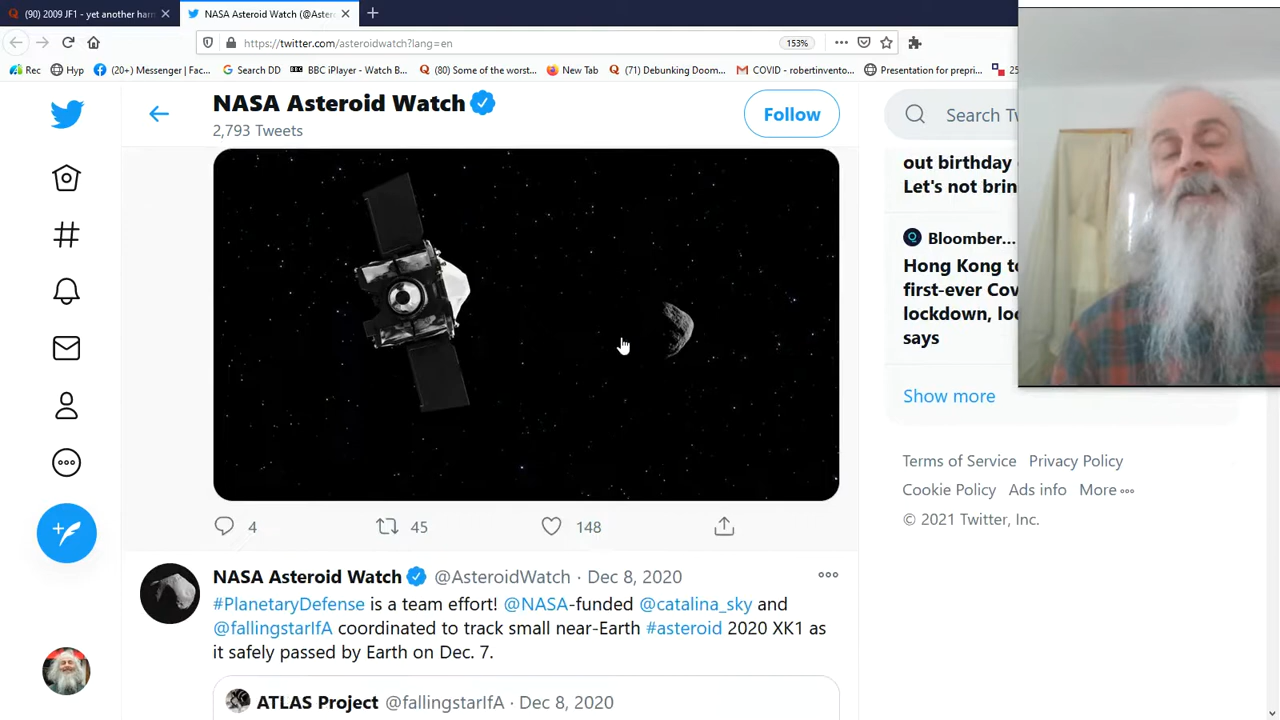 (90) 2009 JF1 - yet another harm
NASA Asteroid Watch (@Aster
https://twitter.com/asteroidwatch?lang=en
153%
Rec
Hyp
(20+) Messenger | Fac...
Search DD
BBC iPlayer - Watch B...
(80) Some of the worst...
New Tab
(71) Debunking Doom...
COVID - robertinvento...
Presentation for prepri...
25
NASA Asteroid Watch
2,793 Tweets
Follow
Search Tw
out birthday
Let's not brin
Bloomber...
Hong Kong to
first-ever Cov
lockdown, loc
says
Show more
Terms of Service Privacy Policy
Cookie Policy Ads info More
© 2021 Twitter, Inc.
4 45 148
NASA Asteroid Watch @AsteroidWatch · Dec 8, 2020
#PlanetaryDefense is a team effort! @NASA-funded @catalina_sky and
@fallingstarIfA coordinated to track small near-Earth #asteroid 2020 XK1 as
it safely passed by Earth on Dec. 7.
ATLAS Project @fallingstarIfA · Dec 8, 2020